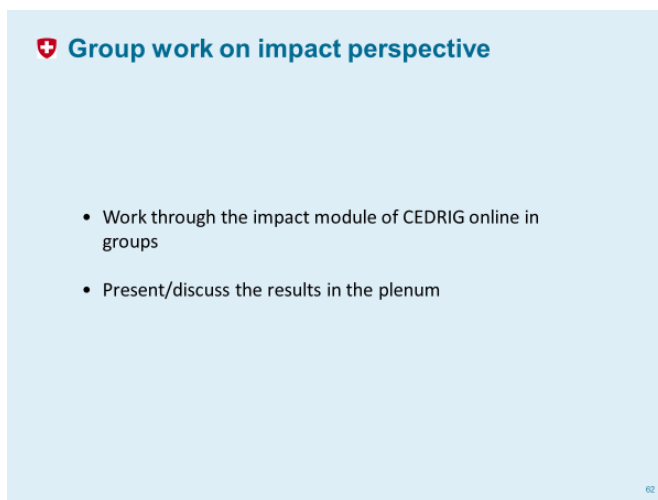 Group work on impact perspective
• Work through the impact module of CEDRIG online in
groups
• Present/discuss the results in the plenum
62